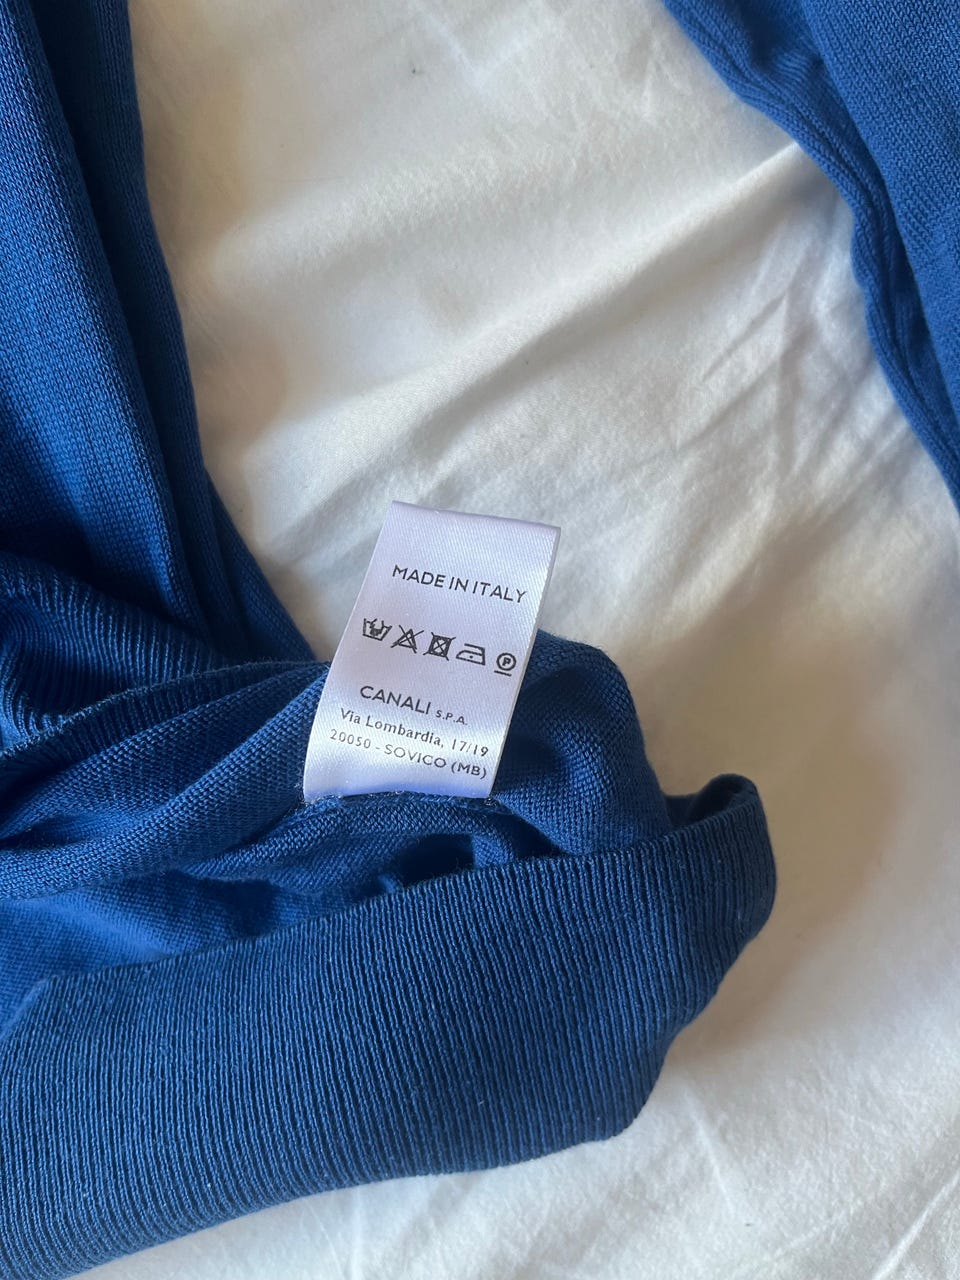 MADE IN ITALY
P
CANALI S.P.A.
Via Lombardia, 17/19
20050 - SOVICO (MB)